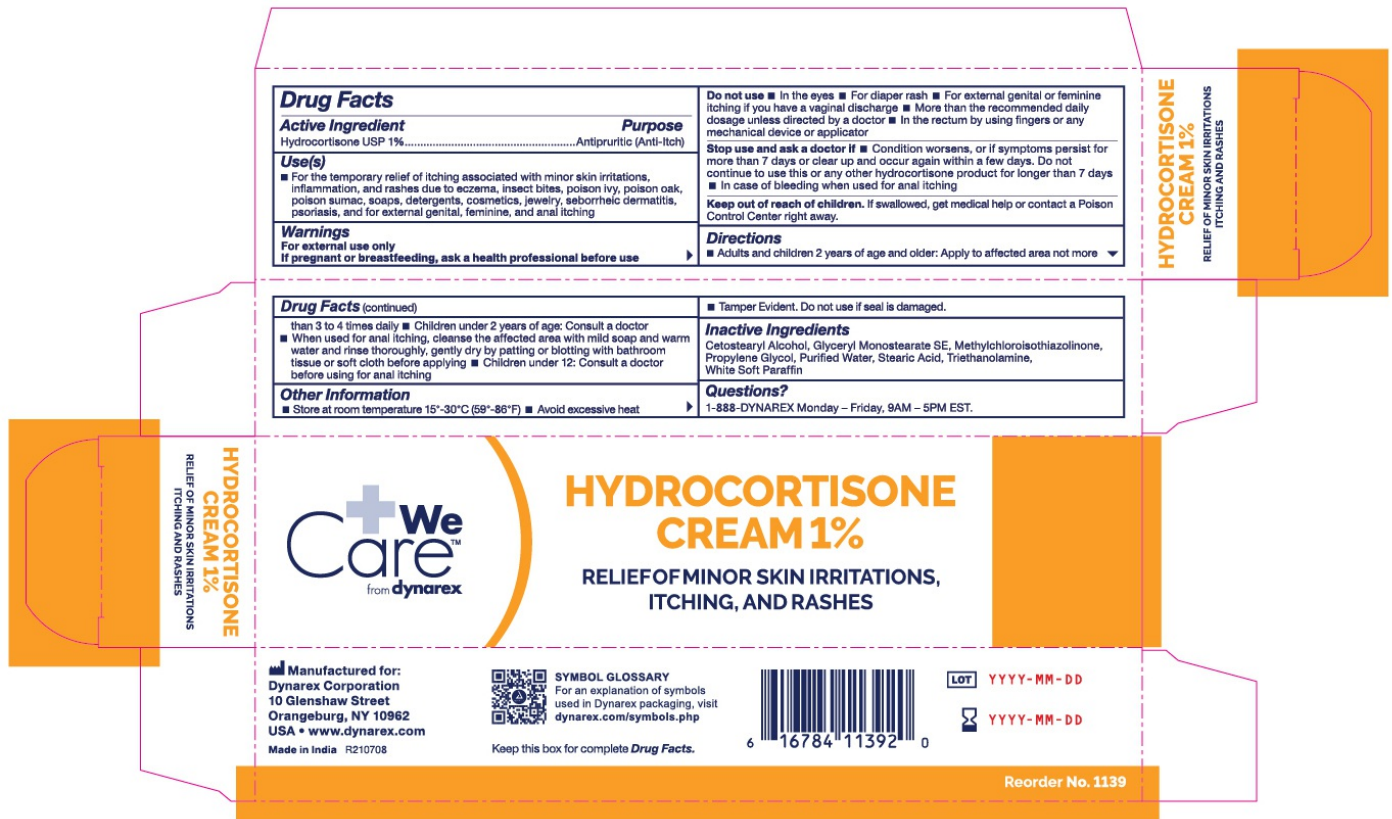 Drug Facts
Active Ingredient Purpose
Hydrocortisone USP 1%..........................................................Antipruritic (Anti-Itch)
Use(s)
■ For the temporary relief of itching associated with minor skin irritations,
inflammation, and rashes due to eczema, insect bites, poison ivy, poison oak,
poison sumac, soaps, detergents, cosmetics, jewelry, seborrheic dermatitis,
psoriasis, and for external genital, feminine, and anal itching
Warnings
For external use only
If pregnant or breastfeeding, ask a health professional before use
Do not use ■ In the eyes ■ For diaper rash ■ For external genital or feminine
itching if you have a vaginal discharge ■ More than the recommended daily
dosage unless directed by a doctor ■ In the rectum by using fingers or any
mechanical device or applicator
Stop use and ask a doctor if ■ Condition worsens, or if symptoms persist for
more than 7 days or clear up and occur again within a few days. Do not
continue to use this or any other hydrocortisone product for longer than 7 days
■ In case of bleeding when used for anal itching
Keep out of reach of children. If swallowed, get medical help or contact a Poison
Control Center right away.
Directions
■ Adults and children 2 years of age and older: Apply to affected area not more
HYDROCORTISONE
CREAM 1%
RELIEF OF MINOR SKIN IRRITATIONS
ITCHING AND RASHES
Drug Facts (continued)
than 3 to 4 times daily ■ Children under 2 years of age: Consult a doctor
■ When used for anal itching, cleanse the affected area with mild soap and warm
water and rinse thoroughly, gently dry by patting or blotting with bathroom
tissue or soft cloth before applying ■ Children under 12: Consult a doctor
before using for anal itching
Other Information
■ Store at room temperature 15°-30°C (59°-86°F) ■ Avoid excessive heat
■ Tamper Evident. Do not use if seal is damaged.
Inactive Ingredients
Cetostearyl Alcohol, Glyceryl Monostearate SE, Methylchloroisothiazolinone,
Propylene Glycol, Purified Water, Stearic Acid, Triethanolamine,
White Soft Paraffin
Questions?
1-888-DYNAREX Monday – Friday, 9AM – 5PM EST.
HYDROCORTISONE
CREAM 1%
RELIEF OF MINOR SKIN IRRITATIONS
ITCHING AND RASHES
We
Care™
from dynarex
HYDROCORTISONE
CREAM 1%
RELIEF OF MINOR SKIN IRRITATIONS,
ITCHING, AND RASHES
Manufactured for:
Dynarex Corporation
10 Glenshaw Street
Orangeburg, NY 10962
USA • www.dynarex.com
Made in India R210708
SYMBOL GLOSSARY
For an explanation of symbols
used in Dynarex packaging, visit
dynarex.com/symbols.php
Keep this box for complete Drug Facts.
6 16784 11392 0
LOT YYYY-MM-DD
YYYY-MM-DD
Reorder No. 1139